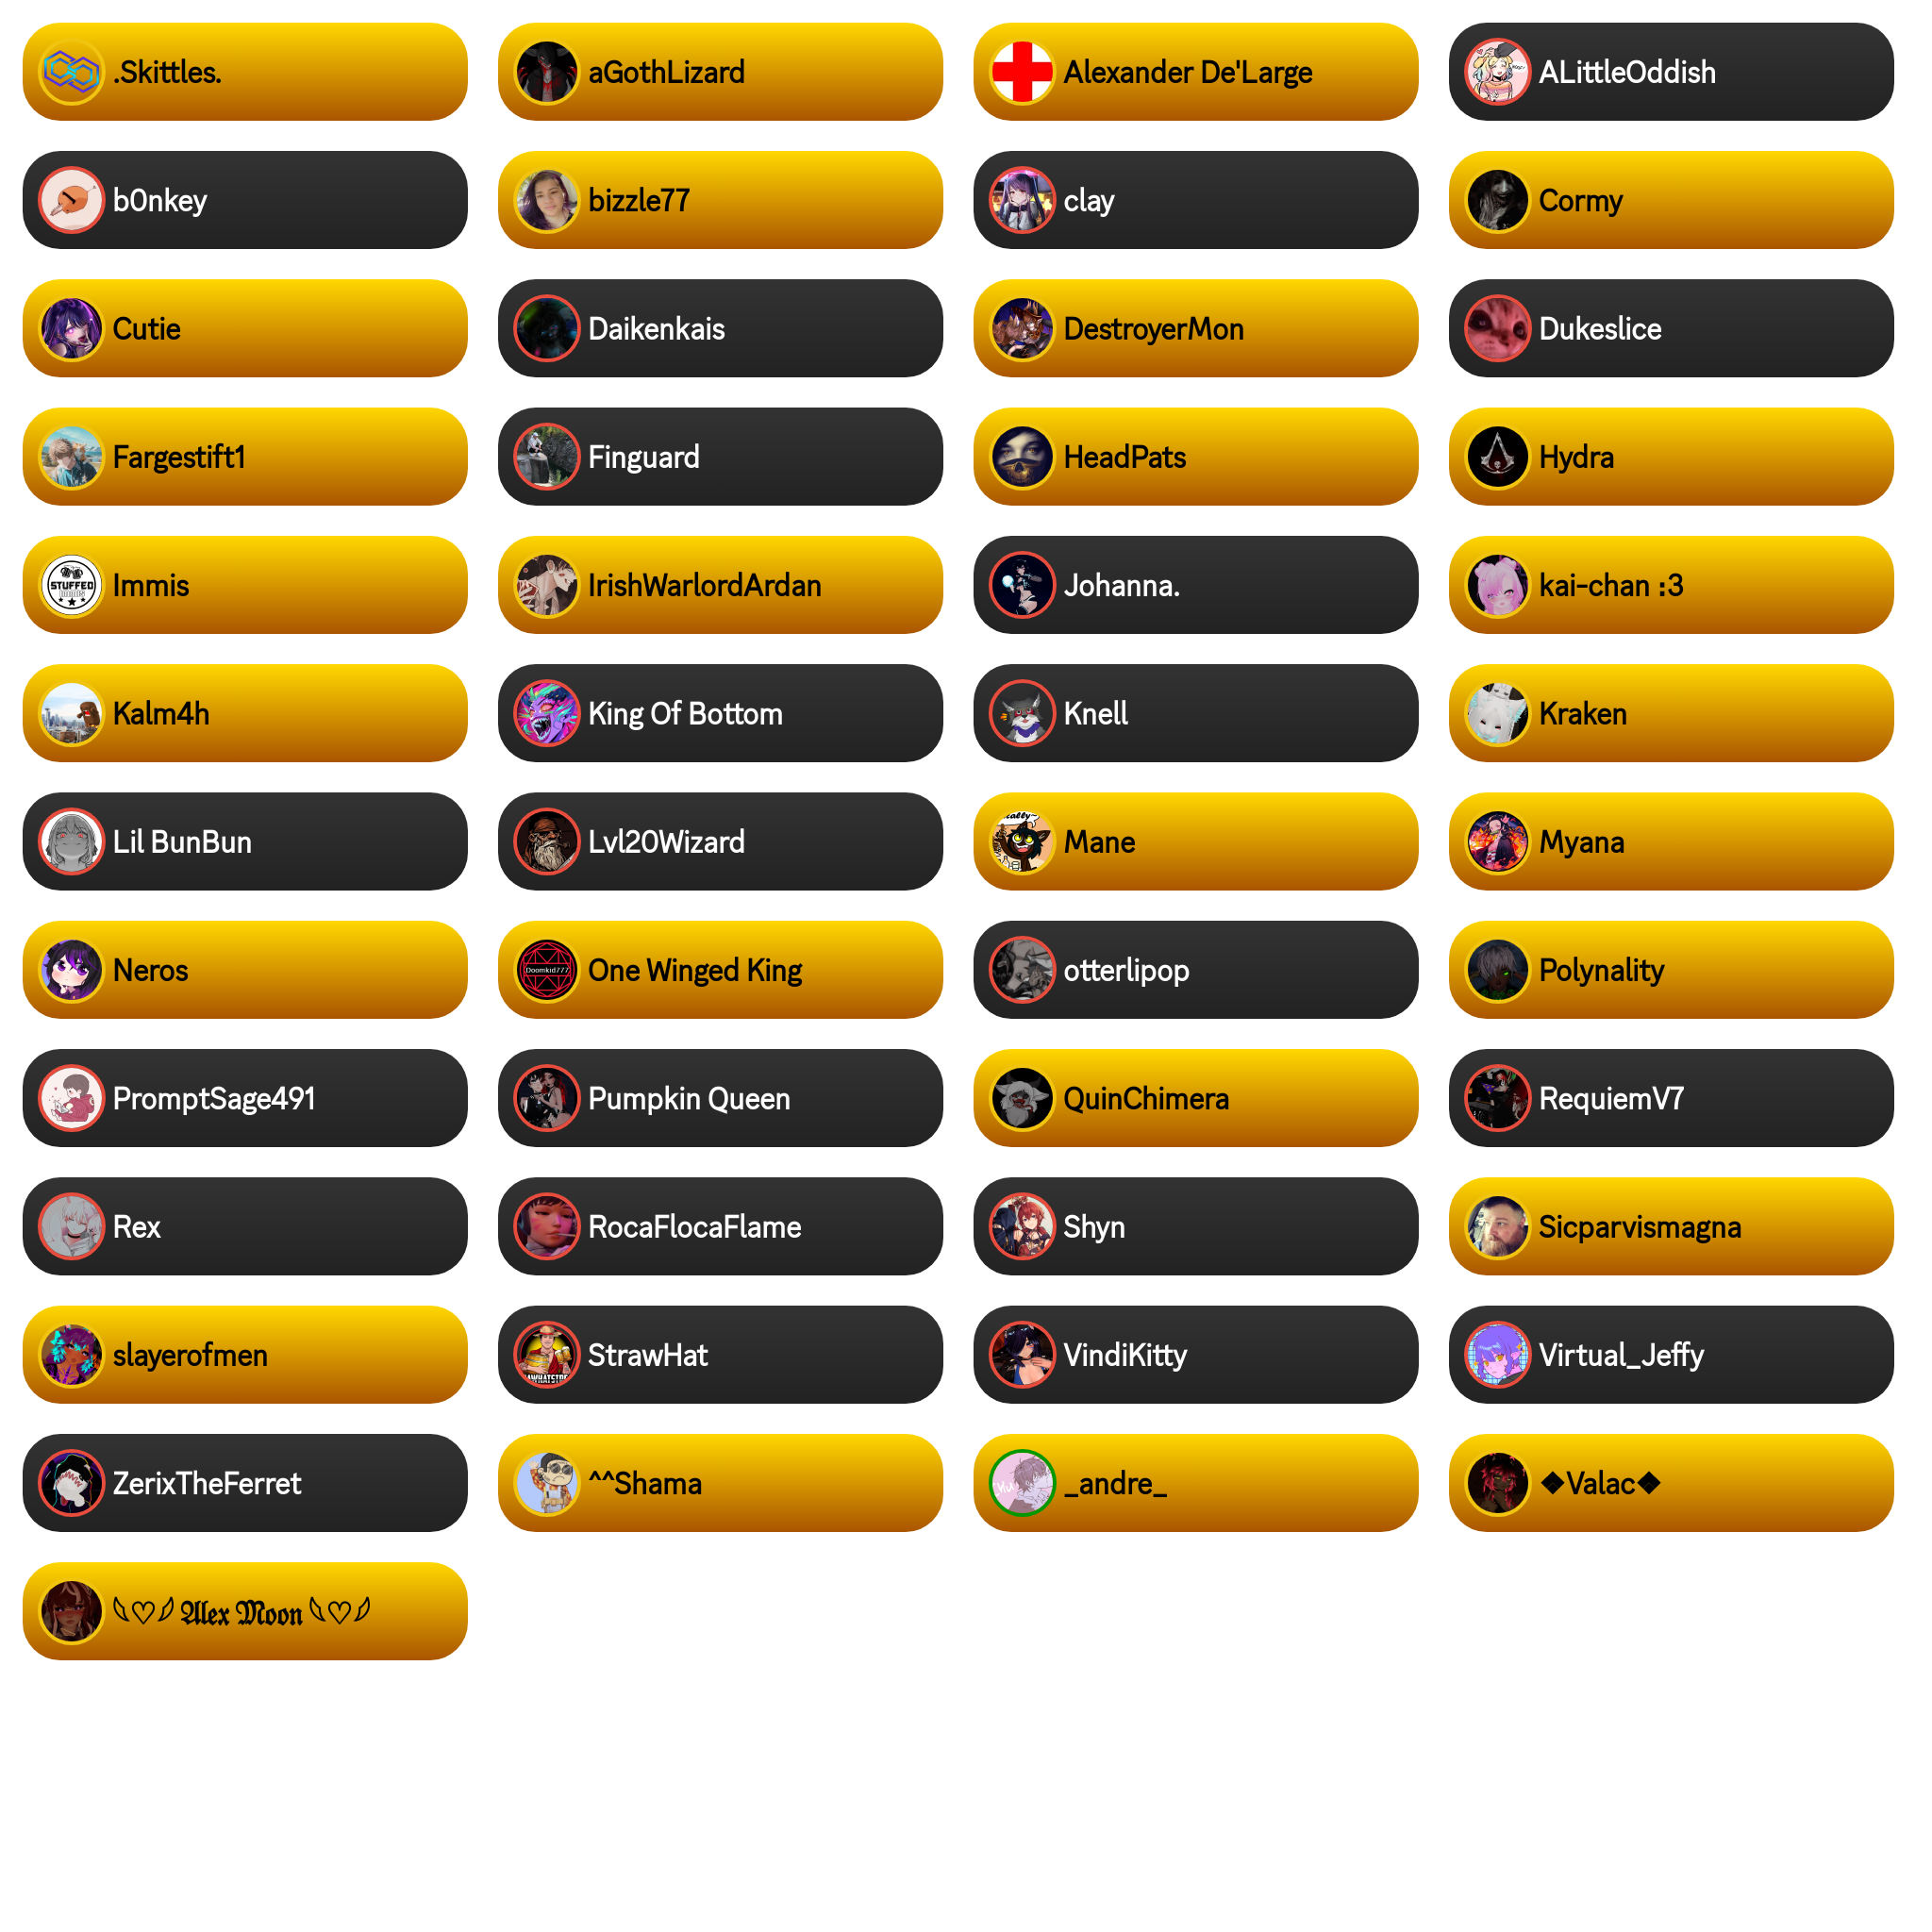 .Skittles.
aGothLizard
Alexander De'Large
ALittleOddish
b0nkey
bizzle77
clay
Cormy
Cutie
Daikenkais
DestroyerMon
Dukeslice
Fargestift1
Finguard
HeadPats
Hydra
STUFFED
Immis
IrishWarlordArdan
Johanna.
kai-chan :3
Kalm4h
King Of Bottom
Knell
Kraken
Lil BunBun
Lvl20Wizard
Mane
Myana
Neros
Doomkid777
One Winged King
otterlipop
Polynality
PromptSage491
Pumpkin Queen
QuinChimera
RequiemV7
Rex
RocaFlocaFlame
Shyn
Sicparvismagna
slayerofmen
StrawHat
VindiKitty
Virtual_Jeffy
ZerixTheFerret
^^Shama
_andre_
❖Valac❖
𓆩♡𓆪 𝕬𝖑𝖊𝖝 𝕸𝖔𝖔𝖓 𓆩♡𓆪